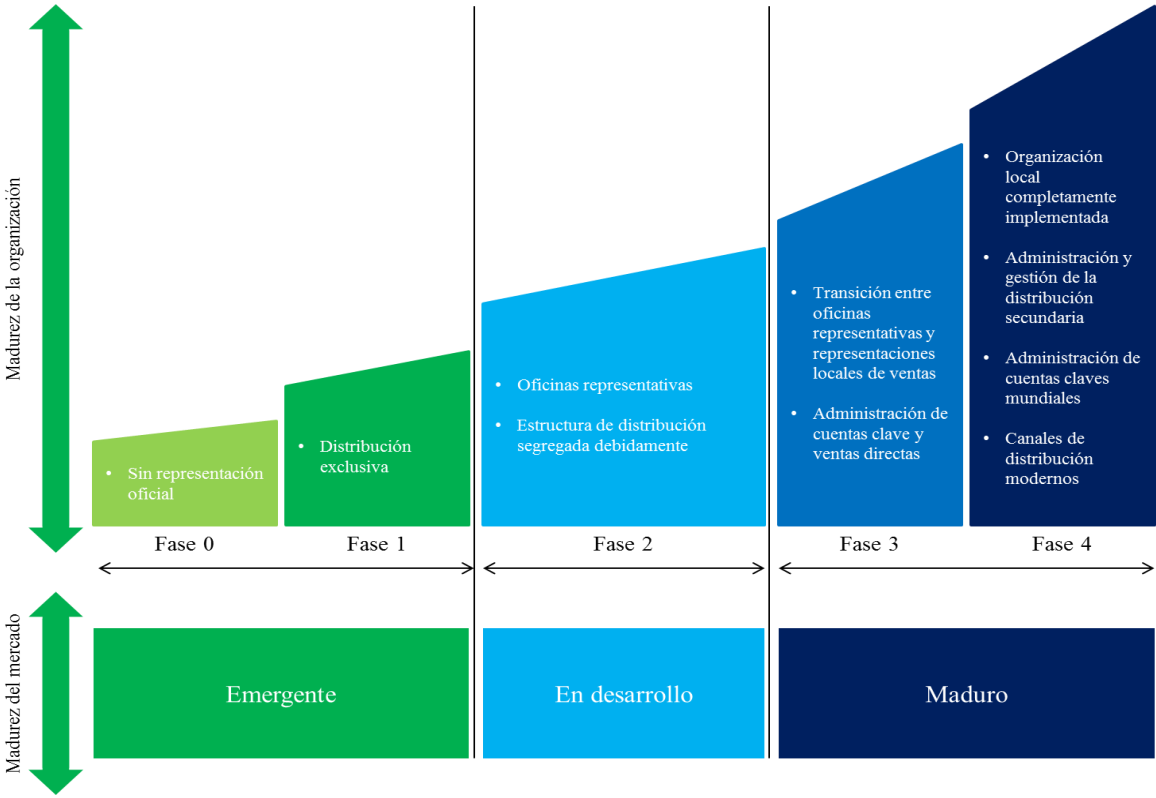 Madurez de la organización
• Sin representación
oficial
• Distribución
exclusiva
• Oficinas representativas
• Estructura de distribución
segregada debidamente
• Transición entre
oficinas
representativas y
representaciones
locales de ventas
• Administración de
cuentas clave y
ventas directas
• Organización
local
completamente
implementada
• Administración y
gestión de la
distribución
secundaria
• Administración de
cuentas claves
mundiales
• Canales de
distribución
modernos
Fase 0
Fase 1
Fase 2
Fase 3
Fase 4
Madurez del mercado
Emergente
En desarrollo
Maduro